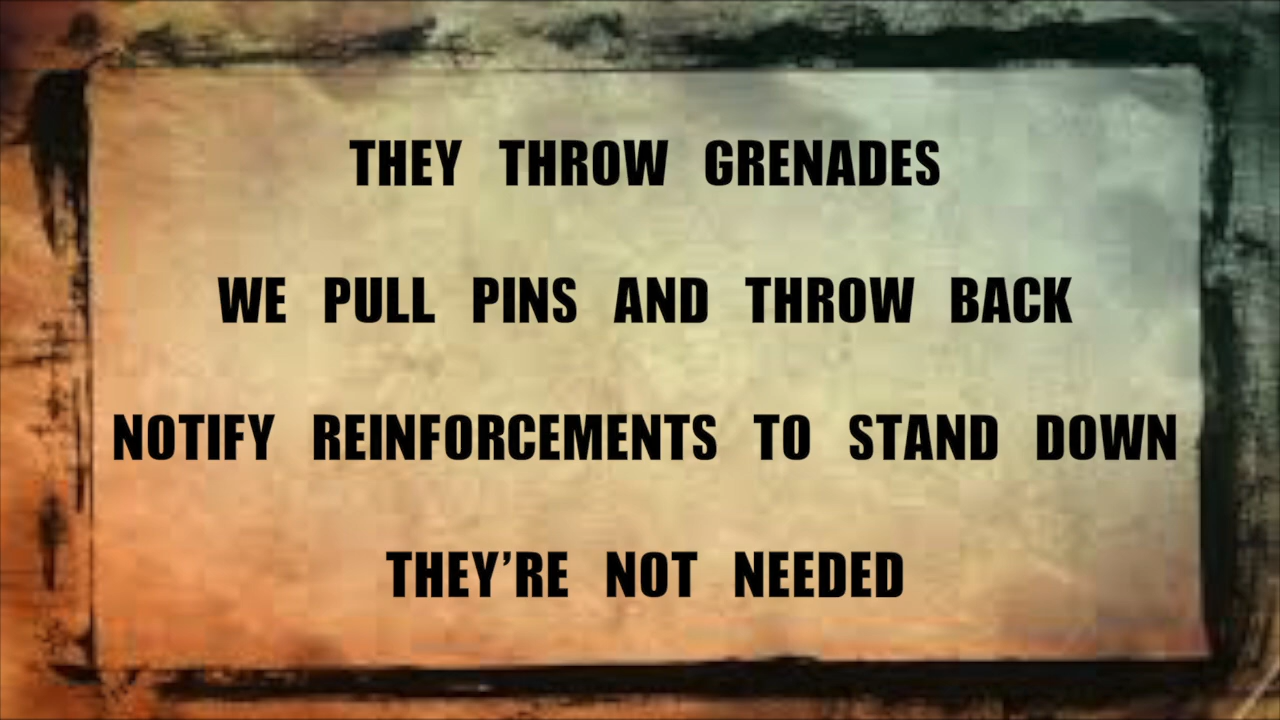 THEY THROW GRENADES
WE PULL PINS AND THROW BACK
NOTIFY REINFORCEMENTS TO STAND DOWN
THEY’RE NOT NEEDED